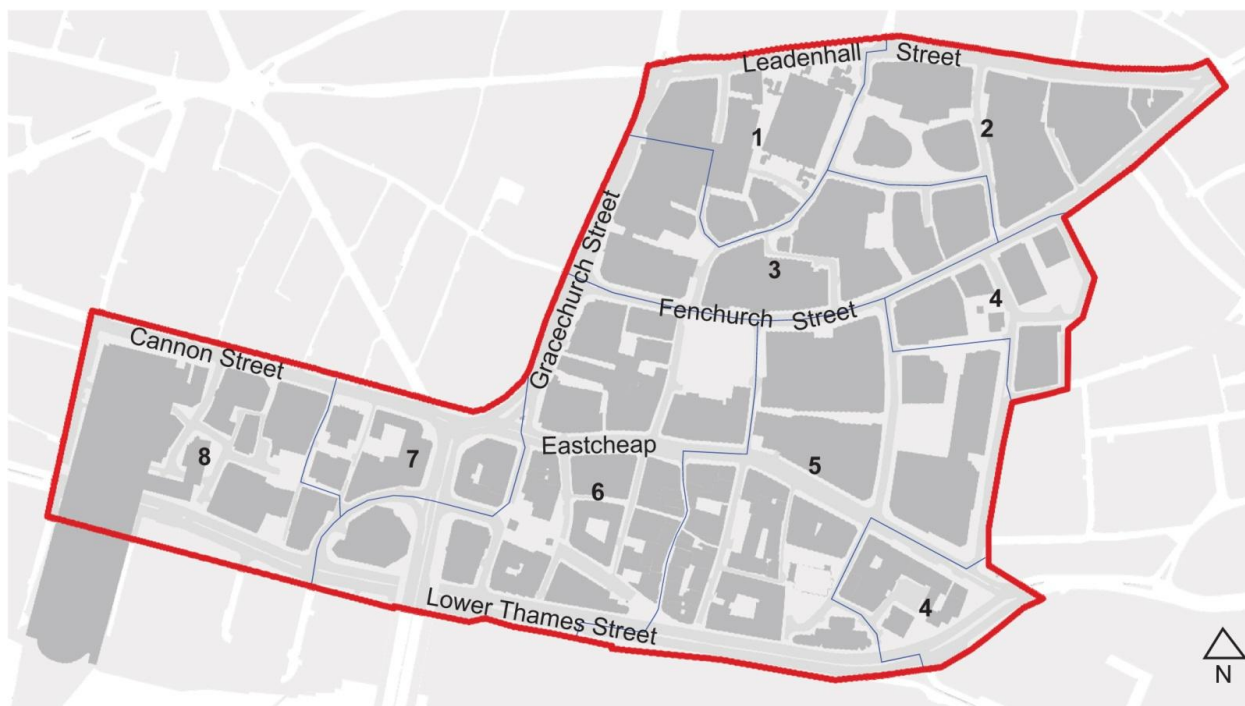 Leadenhall Street
1
2
Gracechurch Street
3
4
Fenchurch Street
Cannon Street
Eastcheap
8
7
6
5
4
Lower Thames Street
N